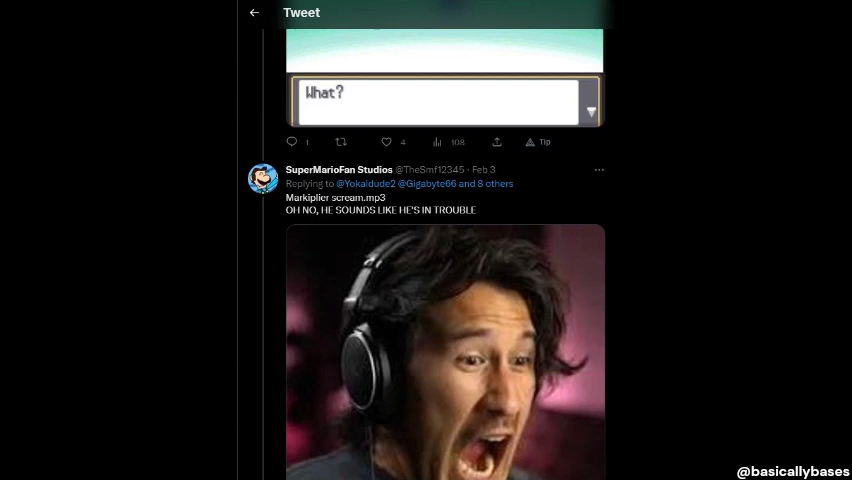 Tweet
What?
1 4 108 Tip
SuperMarioFan Studios @TheSmf12345 · Feb 3
Replying to @Yokaidude2 @Gigabyte66 and 8 others
Markiplier scream.mp3
OH NO, HE SOUNDS LIKE HE'S IN TROUBLE
@basicallybases